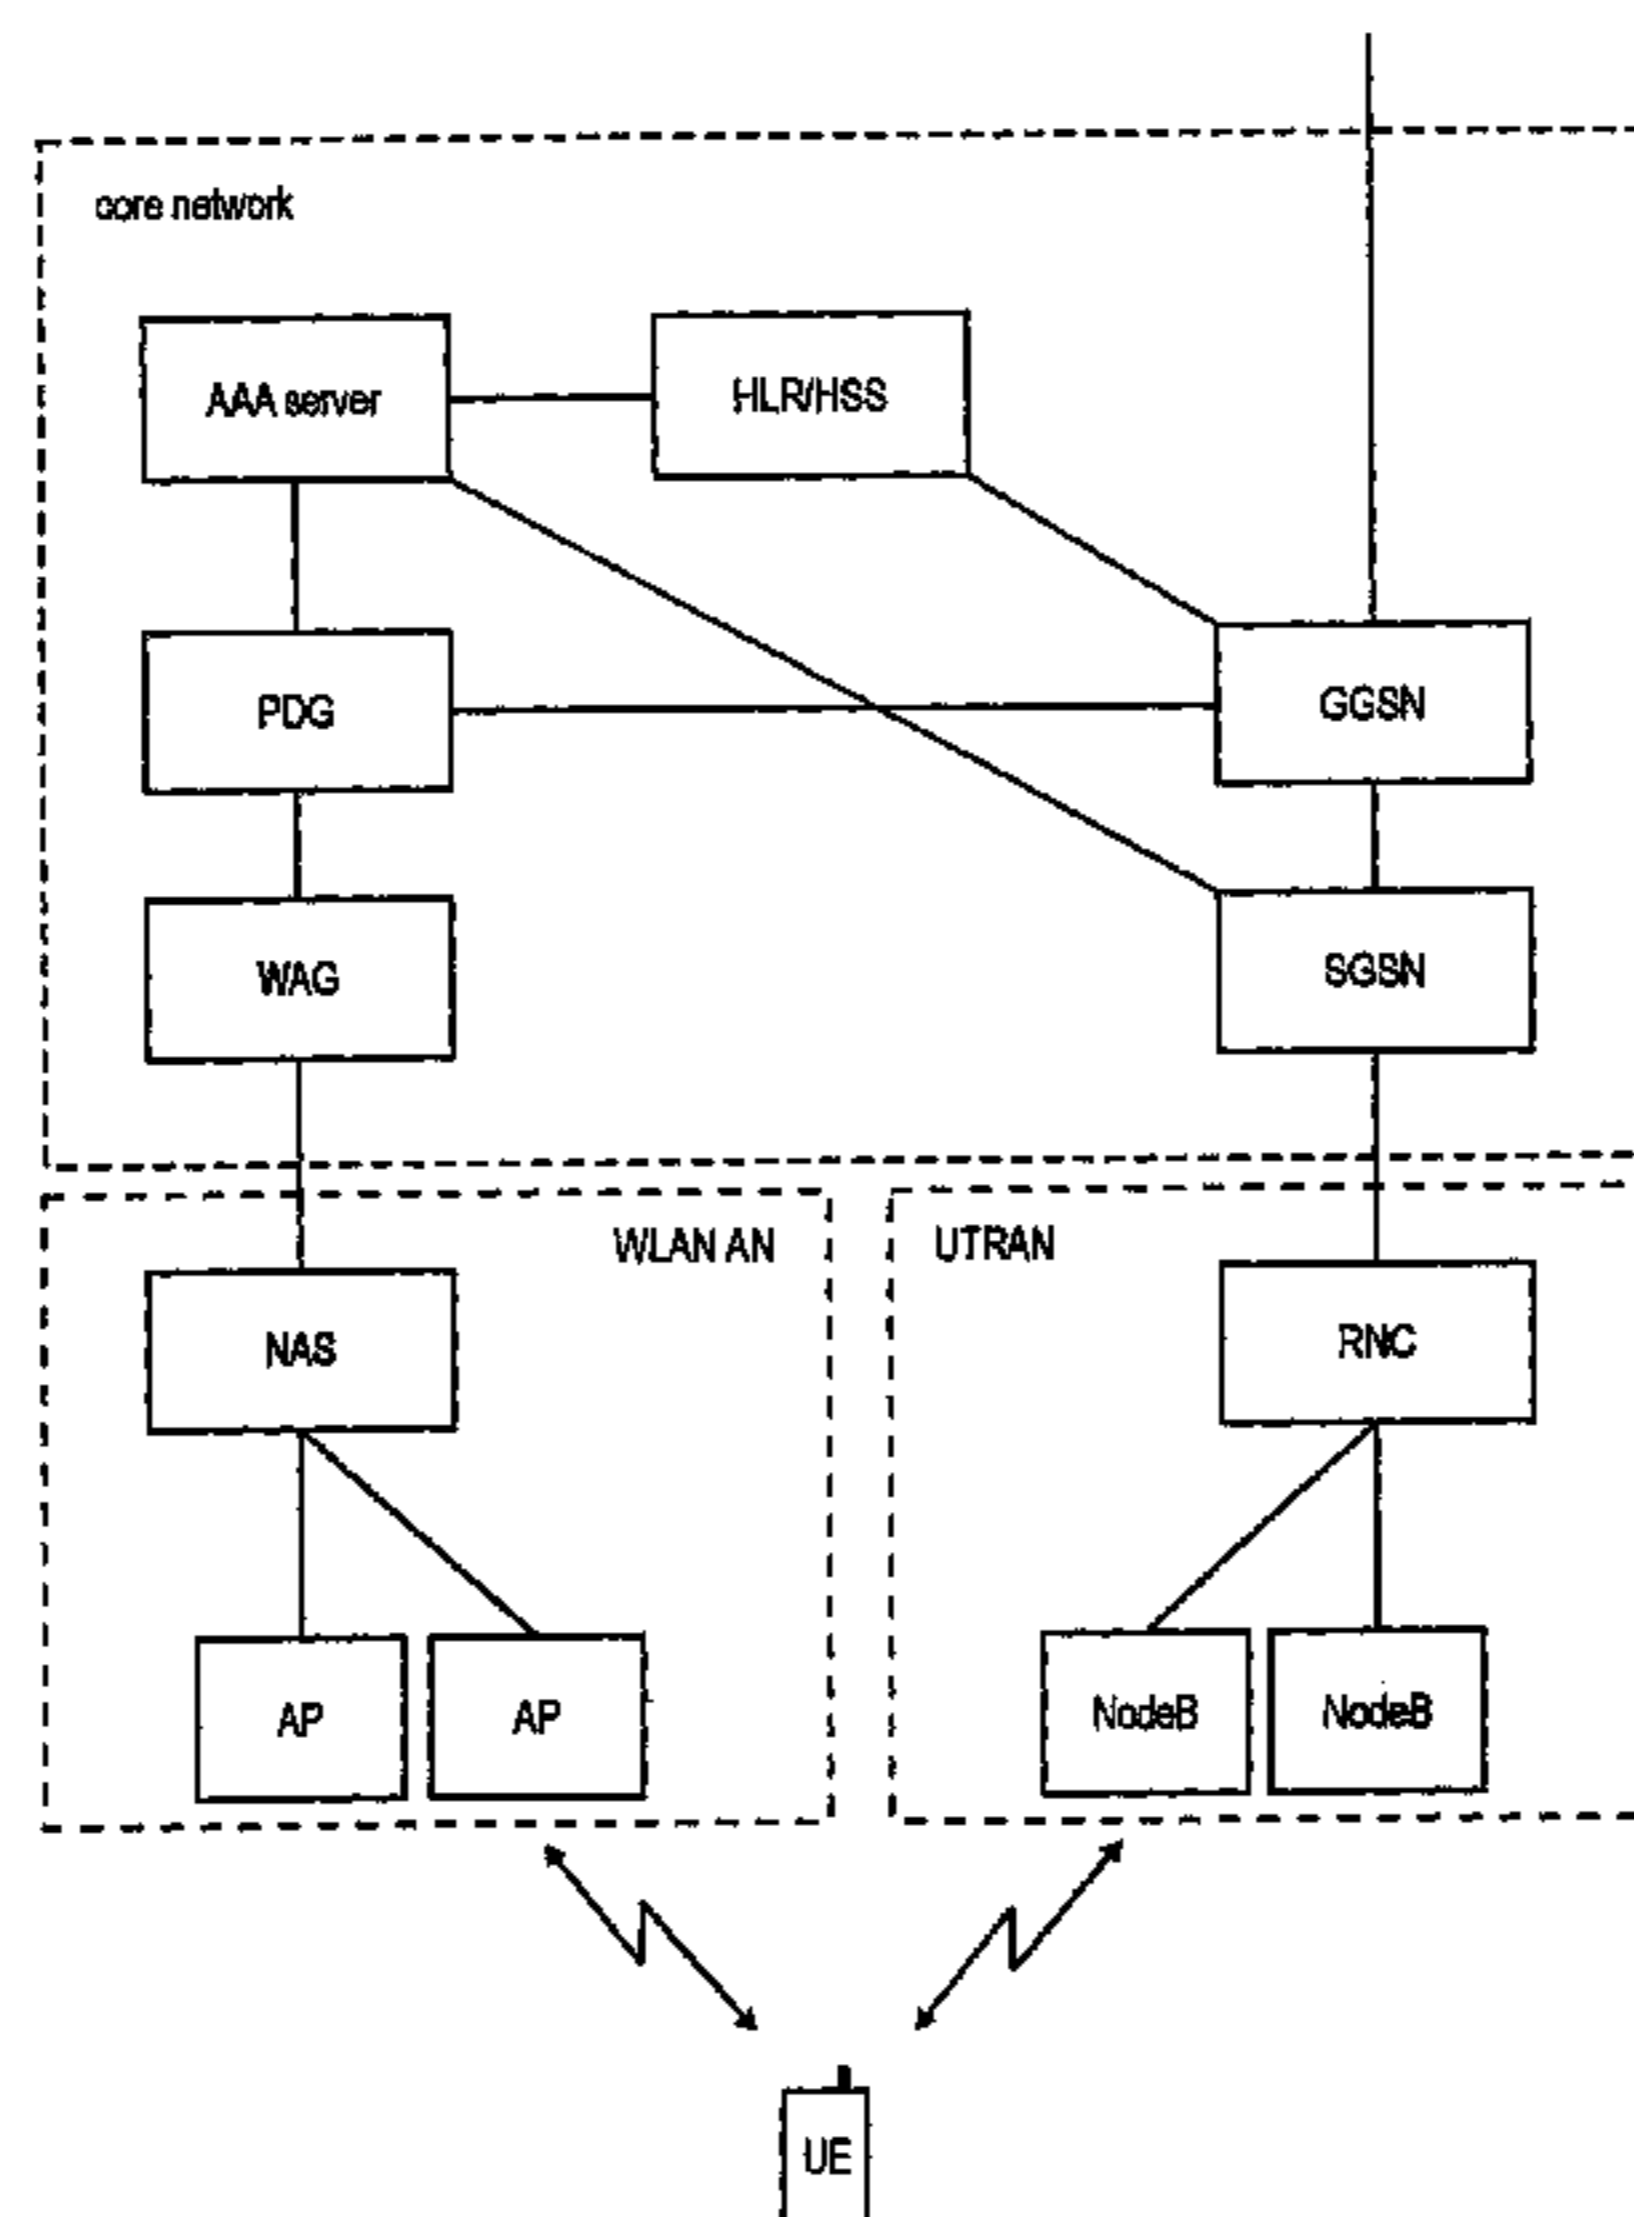 core network
AAA server
HLR/HSS
PDG
GGSN
WAG
SGSN
WLAN AN
UTRAN
NAS
RNC
AP
AP
NodeB
NodeB
UE